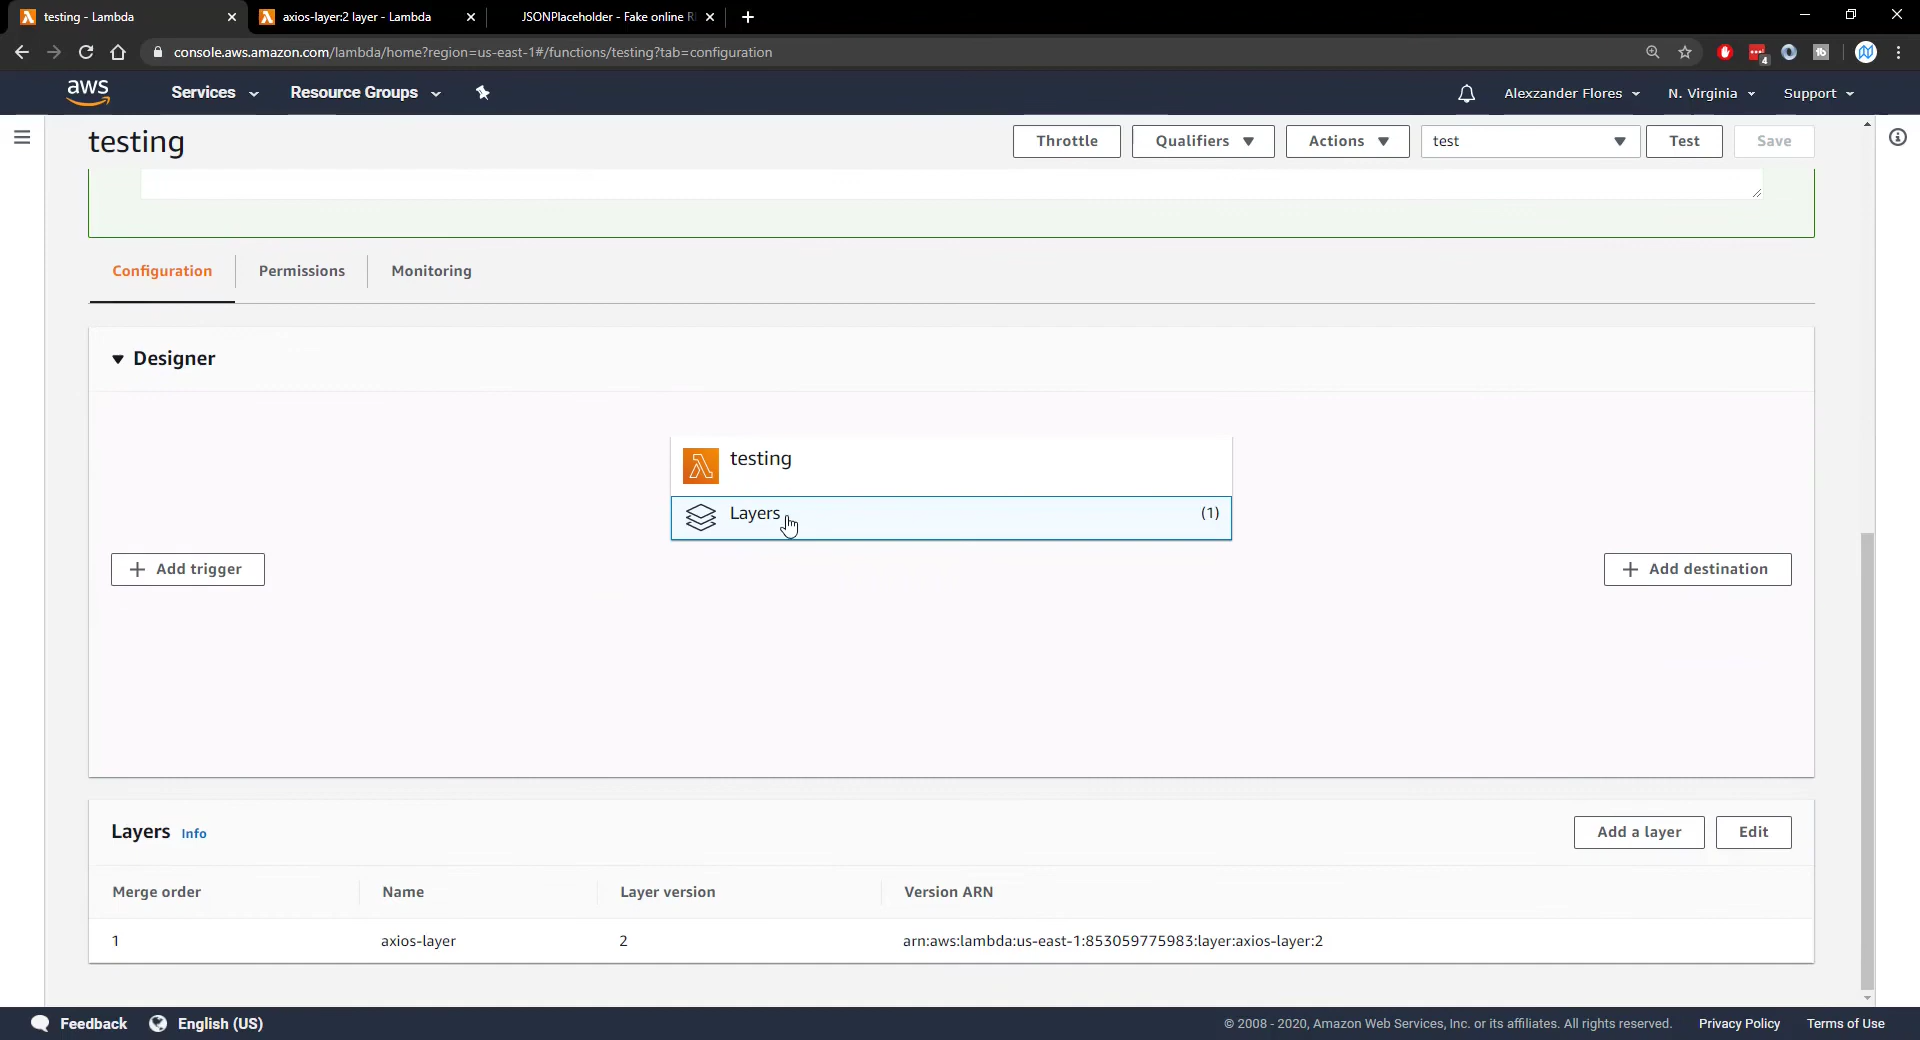 testing - Lambda
axios-layer:2 layer - Lambda
JSONPlaceholder - Fake online R
console.aws.amazon.com/lambda/home?region=us-east-1#/functions/testing?tab=configuration
4
aws
Services
Resource Groups
Alexzander Flores
N. Virginia
Support
testing
Throttle
Qualifiers
Actions
test
Test
Save
Configuration
Permissions
Monitoring
Designer
testing
Layers
(1)
Add trigger
Add destination
Layers Info
Add a layer
Edit
Merge order
Name
Layer version
Version ARN
1
axios-layer
2
arn:aws:lambda:us-east-1:853059775983:layer:axios-layer:2
Feedback
English (US)
© 2008 - 2020, Amazon Web Services, Inc. or its affiliates. All rights reserved.
Privacy Policy
Terms of Use